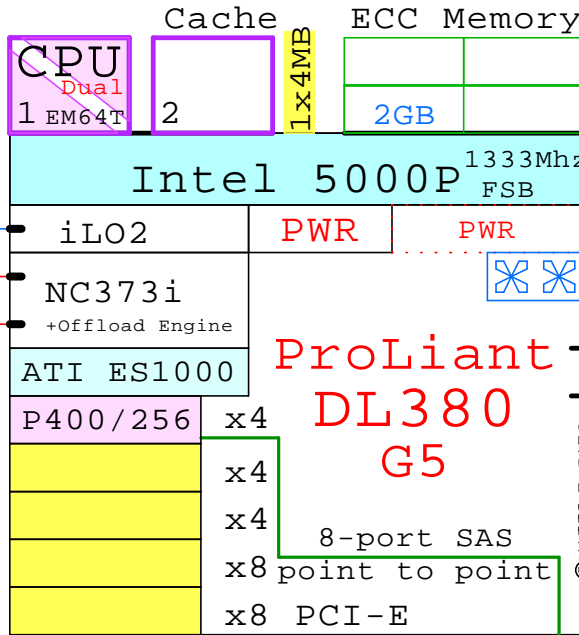 Cache
ECC Memory
CPU
Dual
1 EM64T
2
1x4MB
2GB
Intel 5000P
1333Mhz
FSB
iLO2
PWR
PWR
NC373i
+Offload Engine
ATI ES1000
ProLiant
DL380
G5
P400/256
x4
x4
x4
8-port SAS
x8 point to point
x8 PCI-E